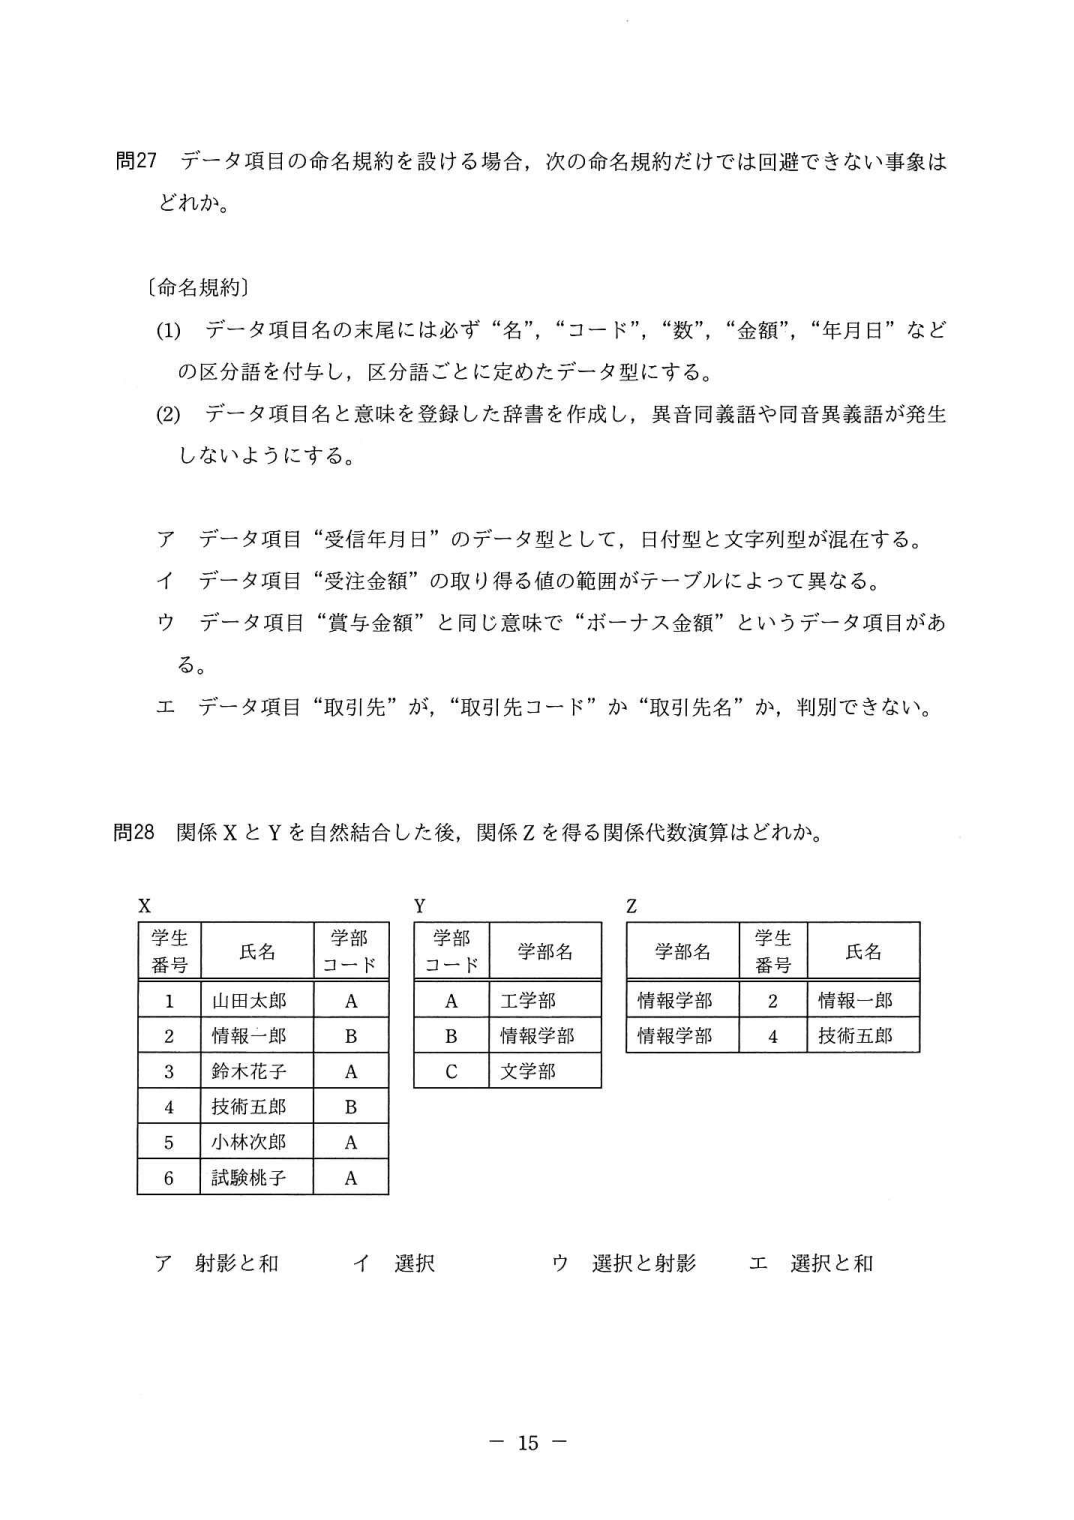 問27 データ項目の命名規約を設ける場合，次の命名規約だけでは回避できない事象は
どれか。
〔命名規約〕
(1) データ項目名の末尾には必ず“名”，“コード”，“数”，“金額”，“年月日”など
の区分語を付与し，区分語ごとに定めたデータ型にする。
(2) データ項目名と意味を登録した辞書を作成し，異音同義語や同音異義語が発生
しないようにする。
ア データ項目“受信年月日”のデータ型として，日付型と文字列型が混在する。
イ データ項目“受注金額”の取り得る値の範囲がテーブルによって異なる。
ウ データ項目“賞与金額”と同じ意味で“ボーナス金額”というデータ項目があ
る。
エ データ項目“取引先”が，“取引先コード”か“取引先名”か，判別できない。
問28 関係 X と Y を自然結合した後，関係 Z を得る関係代数演算はどれか。
X
学生番号 氏名 学部コード
1 山田太郎 A
2 情報一郎 B
3 鈴木花子 A
4 技術五郎 B
5 小林次郎 A
6 試験桃子 A
Y
学部コード 学部名
A 工学部
B 情報学部
C 文学部
Z
学部名 学生番号 氏名
情報学部 2 情報一郎
情報学部 4 技術五郎
ア 射影と和 イ 選択 ウ 選択と射影 エ 選択と和
－ 15 －